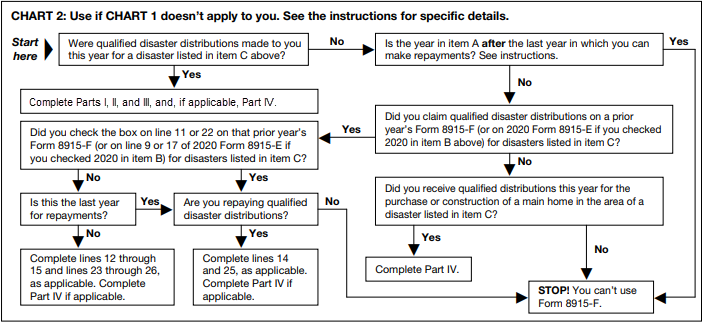 CHART 2: Use if CHART 1 doesn't apply to you. See the instructions for specific details.
Start
here
Were qualified disaster distributions made to you
this year for a disaster listed in item C above?
No
Is the year in item A after the last year in which you can
make repayments? See instructions.
Yes
Yes
No
Complete Parts I, II, and III, and, if applicable, Part IV.
Did you claim qualified disaster distributions on a prior
year's Form 8915-F (or on 2020 Form 8915-E if you checked
2020 in item B above) for disasters listed in item C?
Yes
Did you check the box on line 11 or 22 on that prior year's
Form 8915-F (or on line 9 or 17 of 2020 Form 8915-E if
you checked 2020 in item B) for disasters listed in item C?
No
Yes
No
Did you receive qualified distributions this year for the
purchase or construction of a main home in the area of a
disaster listed in item C?
Is this the last year
for repayments?
Yes
Are you repaying qualified
disaster distributions?
No
No
Yes
Yes
No
Complete lines 12 through
15 and lines 23 through 26,
as applicable. Complete
Part IV if applicable.
Complete lines 14
and 25, as applicable.
Complete Part IV if
applicable.
Complete Part IV.
STOP! You can't use
Form 8915-F.